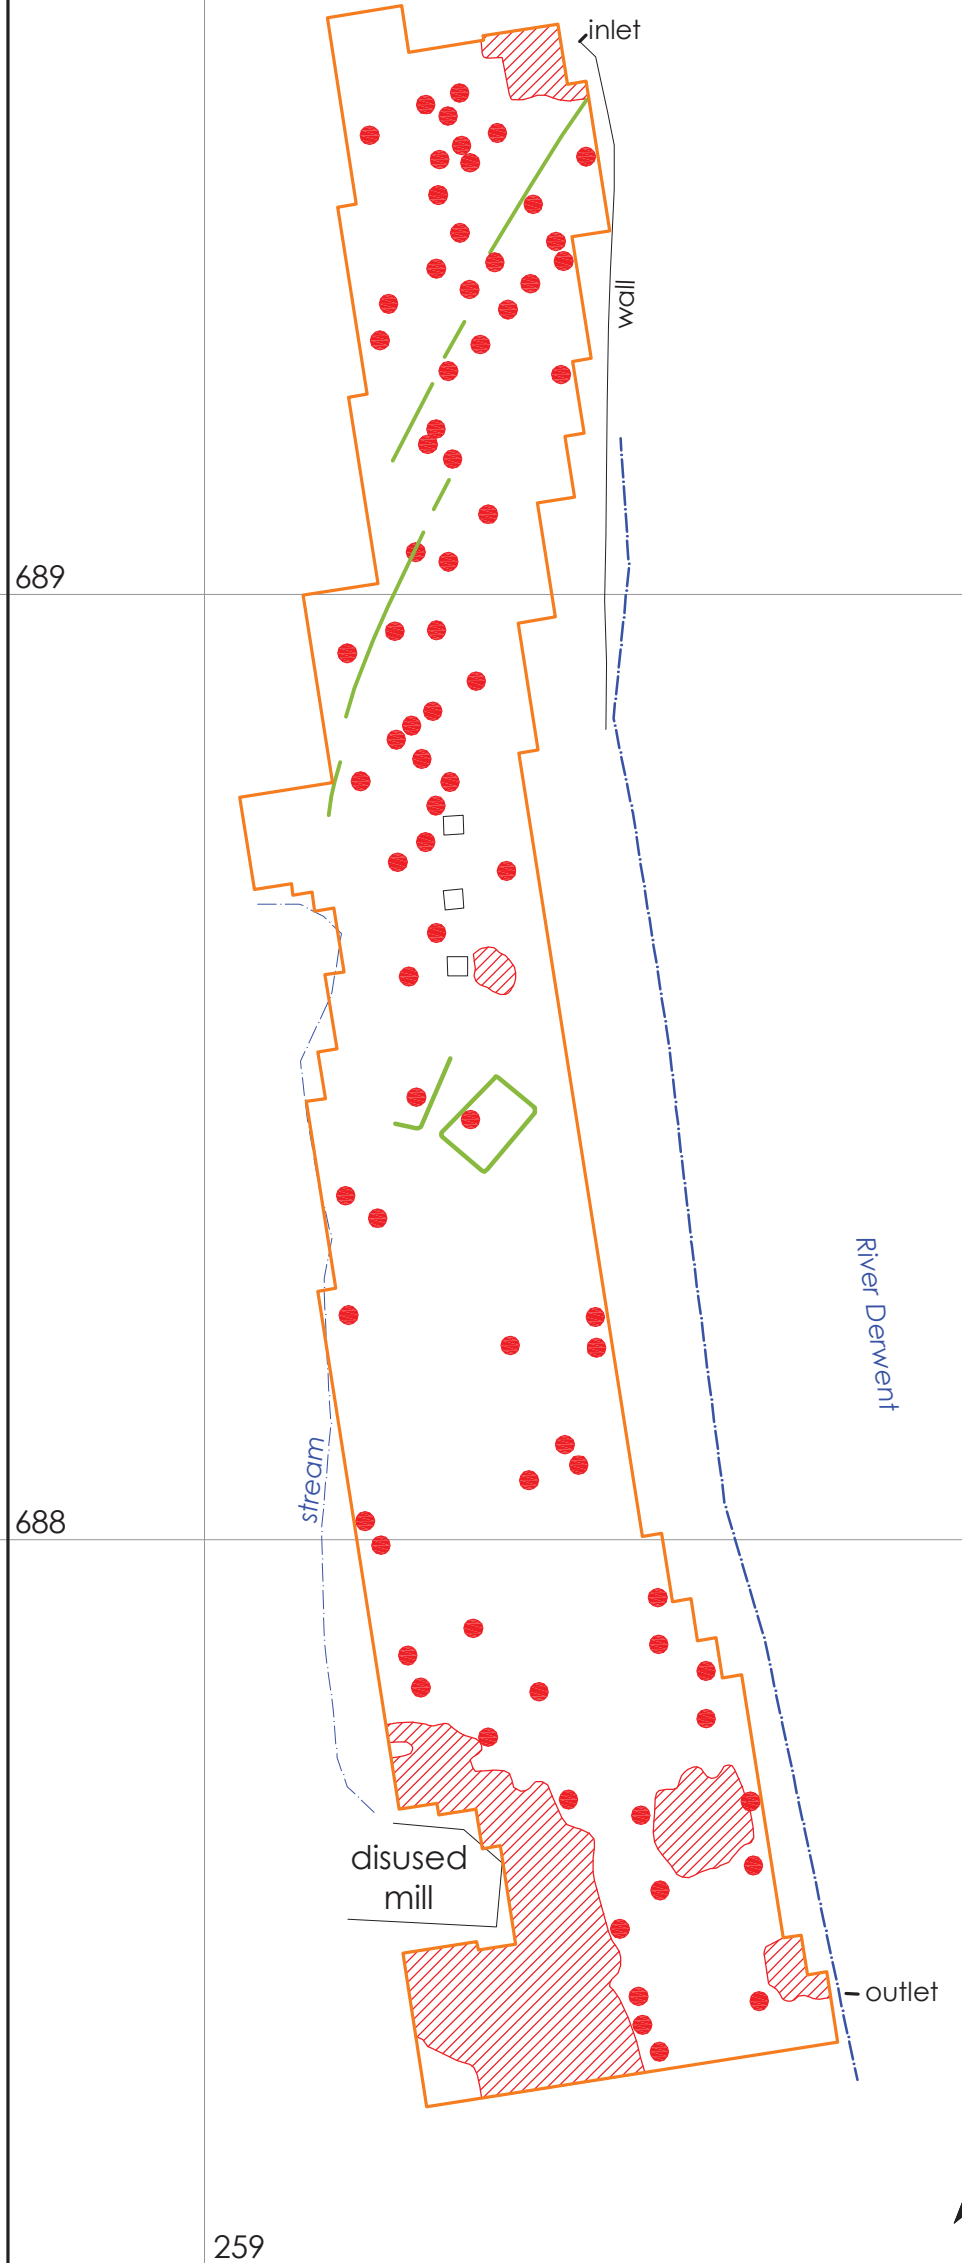 inlet
wall
689
River Derwent
stream
688
disused
mill
outlet
259